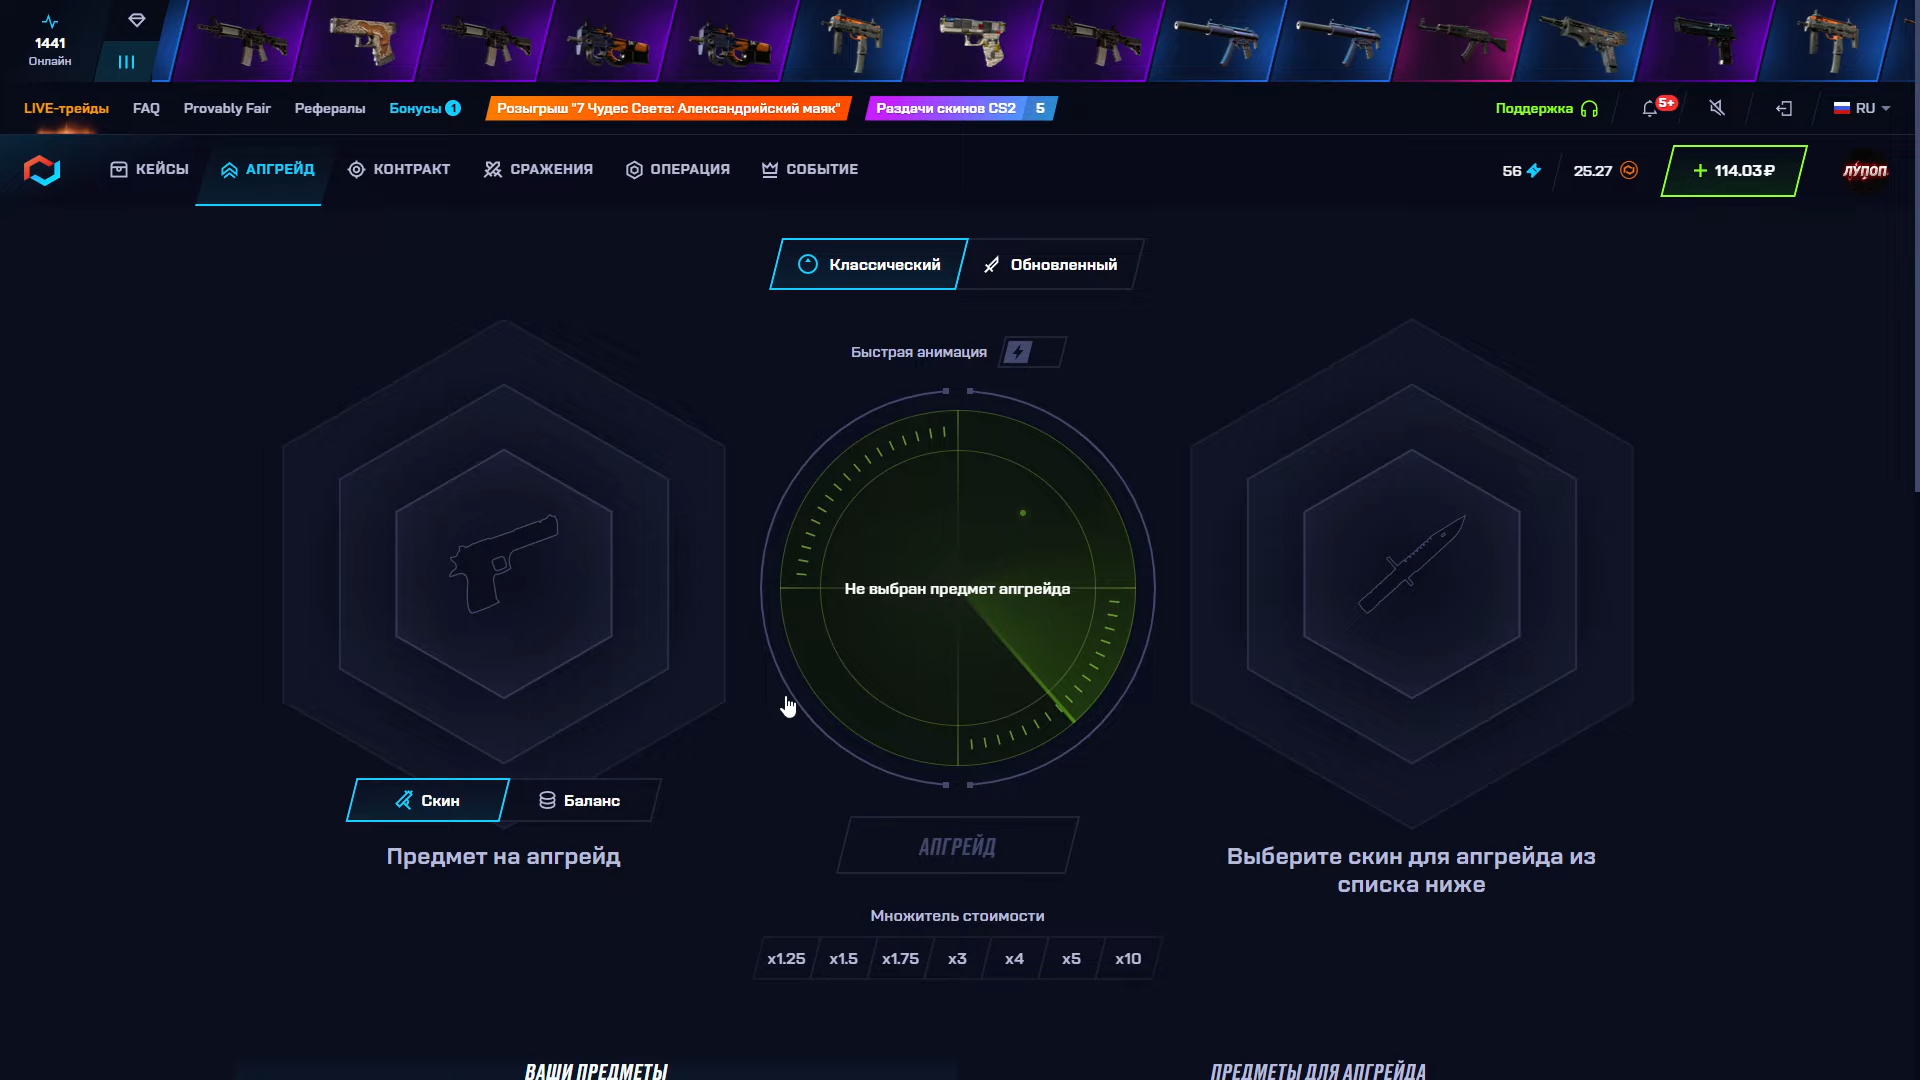 1441
Онлайн
LIVE-трейды
FAQ
Provably Fair
Рефералы
Бонусы 1
Розыгрыш "7 Чудес Света: Александрийский маяк"
Раздачи скинов CS2 5
Поддержка
5+
RU
КЕЙСЫ
АПГРЕЙД
КОНТРАКТ
СРАЖЕНИЯ
ОПЕРАЦИЯ
СОБЫТИЕ
56
25.27
+ 114.03₽
ЛУПОП
Классический
Обновленный
Быстрая анимация
Не выбран предмет апгрейда
Скин
Баланс
Предмет на апгрейд
АПГРЕЙД
Выберите скин для апгрейда из
списка ниже
Множитель стоимости
x1.25
x1.5
x1.75
x3
x4
x5
x10
ВАШИ ПРЕДМЕТЫ
ПРЕДМЕТЫ ДЛЯ АПГРЕЙДА